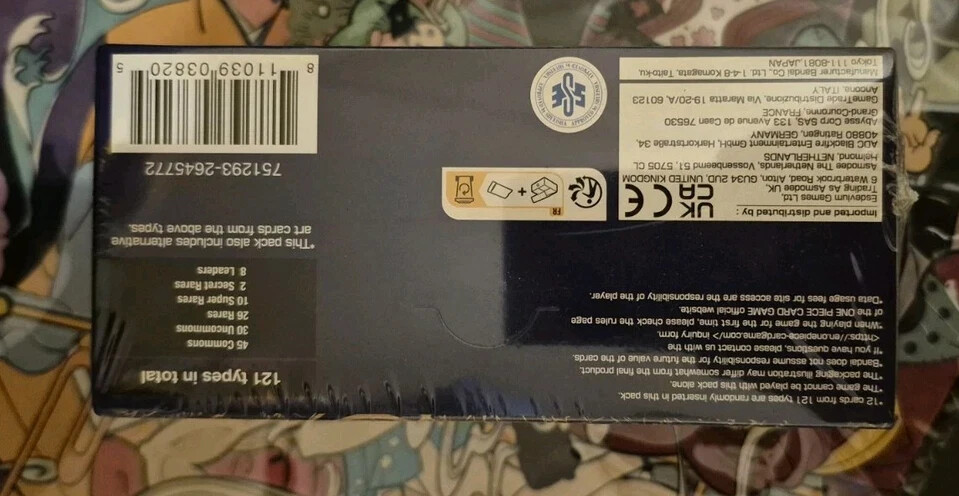 *12 cards from 121 types are randomly inserted in this pack.
*The game cannot be played with this pack alone.
*The packaging illustration may differ somewhat from the final product.
*Bandai does not assume responsibility for the future value of the cards.
*If you have questions, please contact us with the
<https://en.onepiece-cardgame.com/> inquiry form.
*When playing the game for the first time, please check the rules page
of the ONE PIECE CARD GAME official website.
*Data usage fees for site access are the responsibility of the player.
Imported and distributed by :
Esdevium Games Ltd.
Trading As Asmodee UK,
6 Waterbrook Road, Alton, GU34 2UD, UNITED KINGDOM
Asmodee The Netherlands, Vossenbeemd 51, 5705 CL
Helmond, NETHERLANDS
ADC Blackfire Entertainment GmbH, Harkortstraße 34,
40880 Ratingen, GERMANY
Abysse Corp SAS, 133 Avenue de Caen 76530
Grand-Couronne, FRANCE
GameTrade Distribuzione, Via Maratta 19-20/A 60123
Ancona, ITALY
Manufacturer Bandai Co., Ltd. 1-4-8 Komagata, Taito-ku,
Tokyo 111-8081 JAPAN
UK
CA
CE
FR
121 types in total
45 Commons
30 Uncommons
26 Rares
10 Super Rares
2 Secret Rares
8 Leaders
*This pack also includes alternative
art cards from the above types.
751293-2645772
8 11039 03820 5